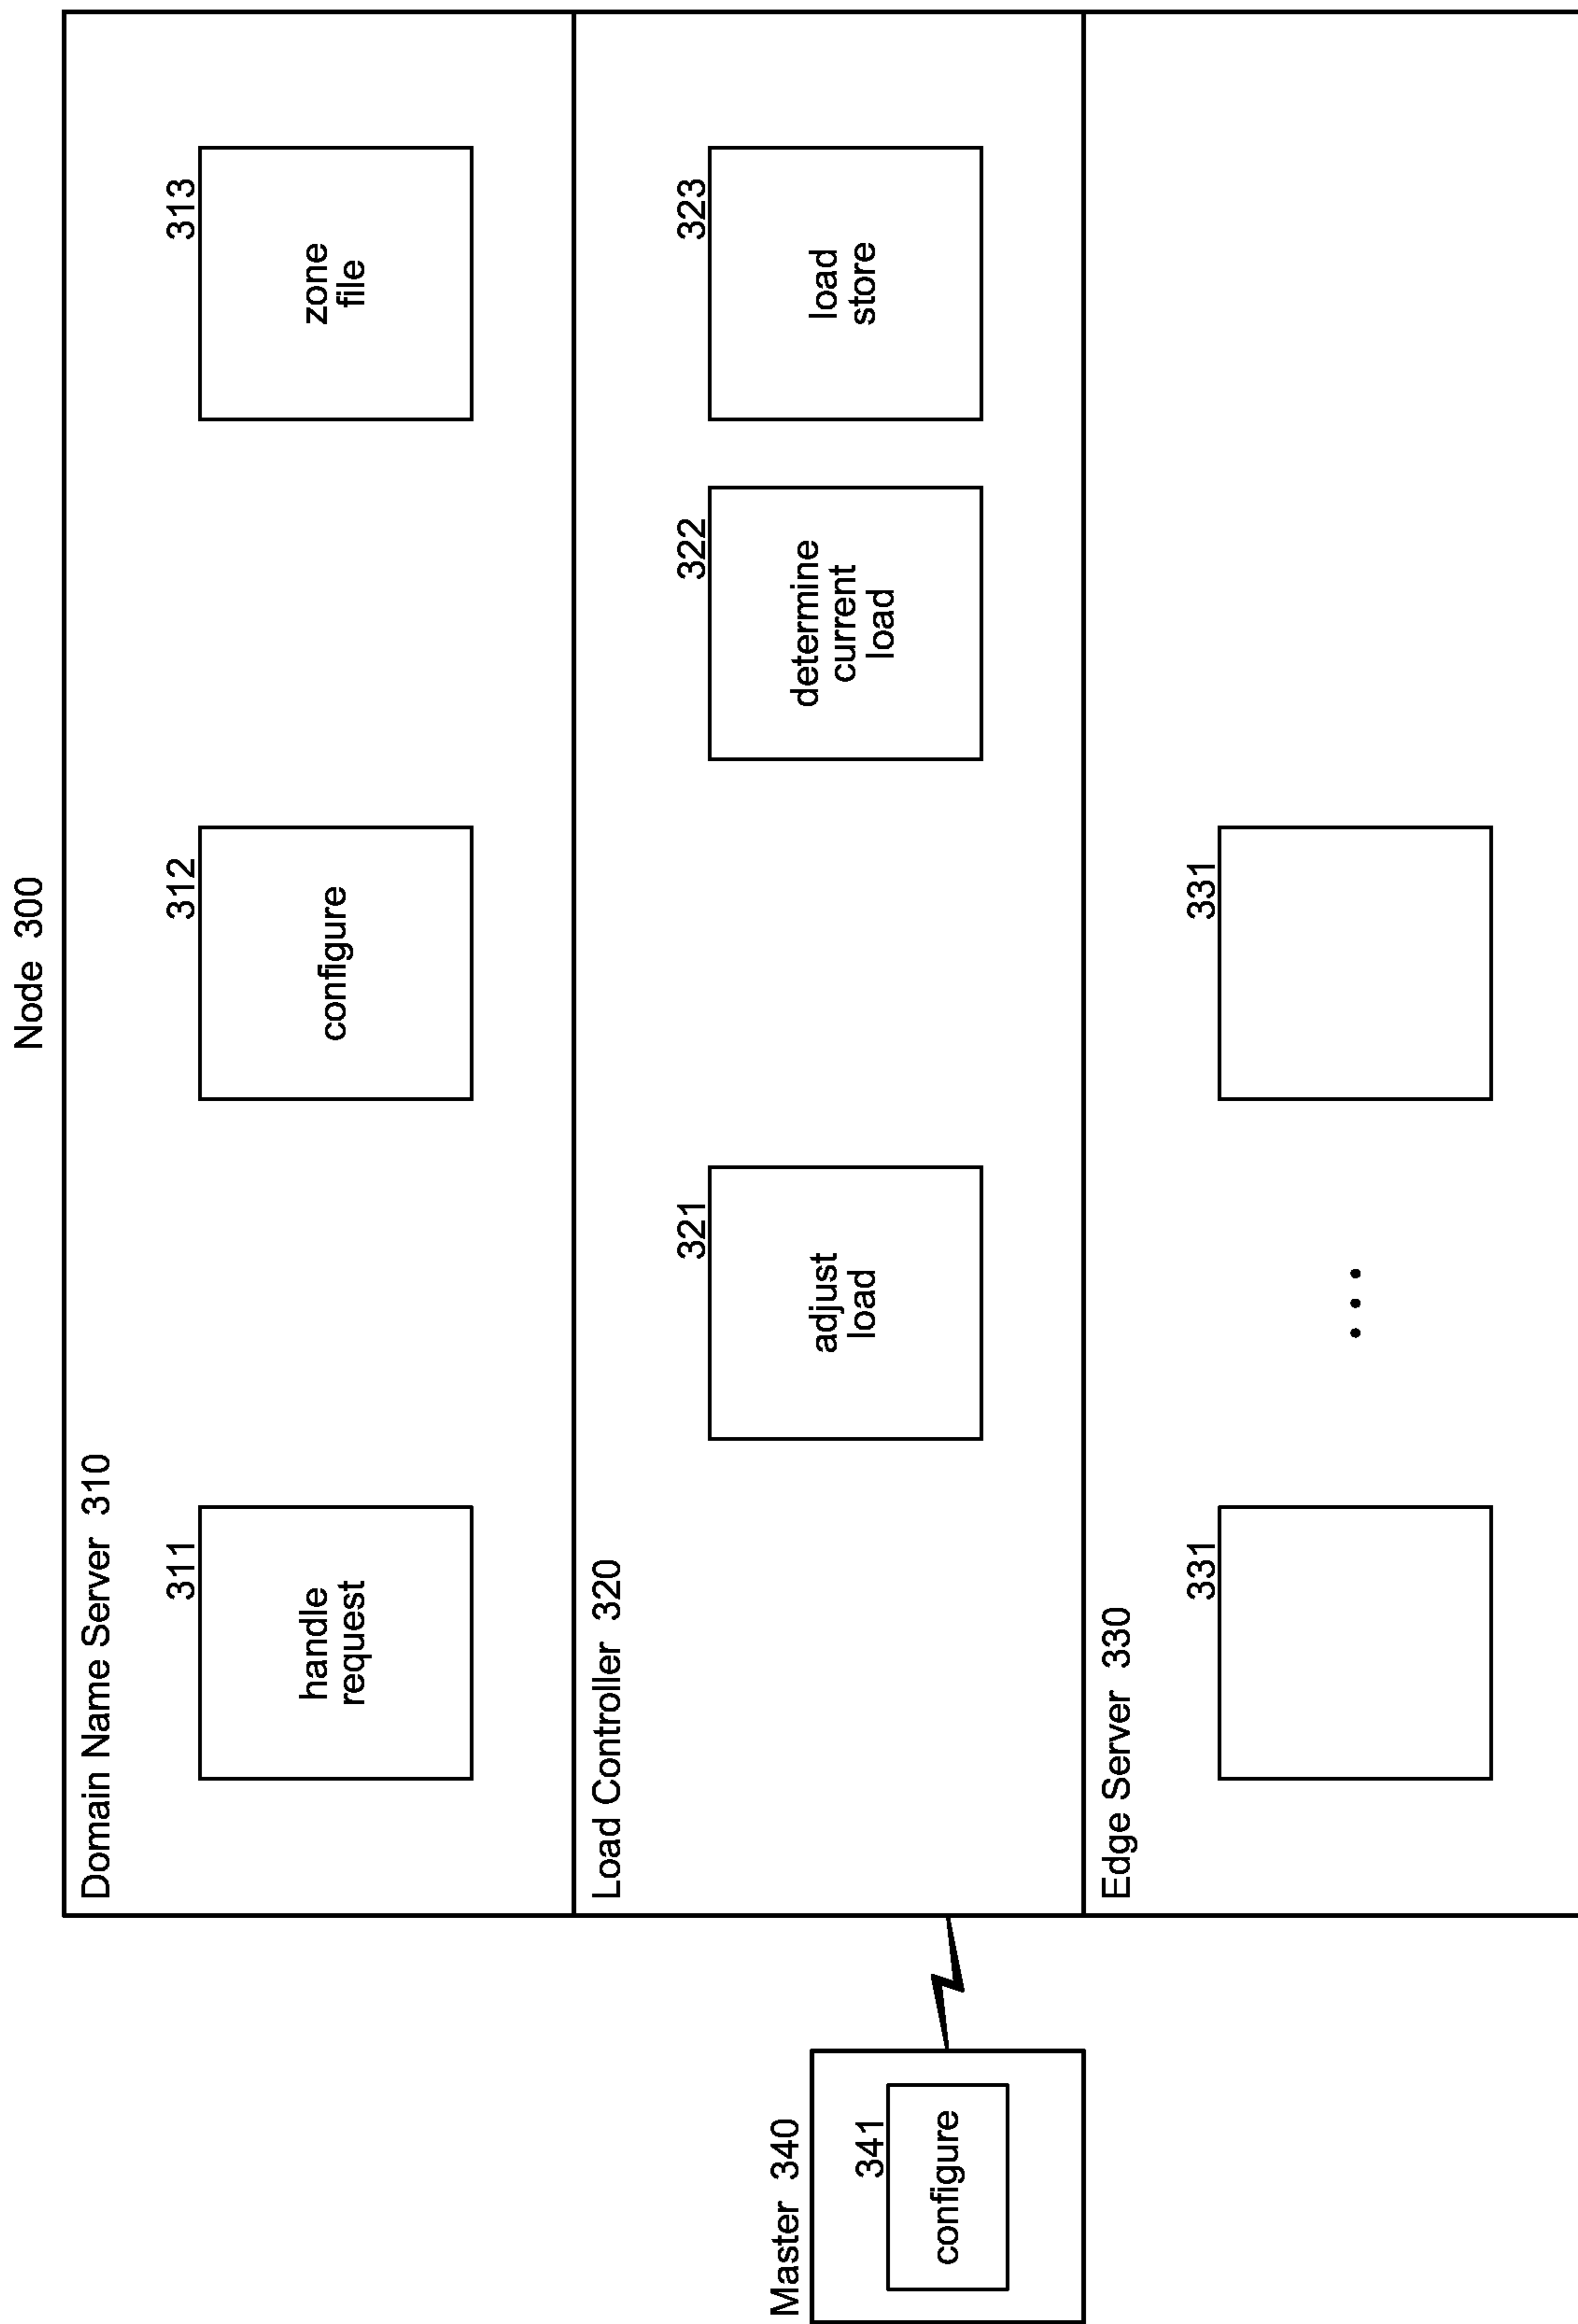 Node 300
Domain Name Server 310
311
handle
request
312
configure
313
zone
file
Load Controller 320
321
adjust
load
322
determine
current
load
323
load
store
Edge Server 330
331
...
331
Master 340
341
configure